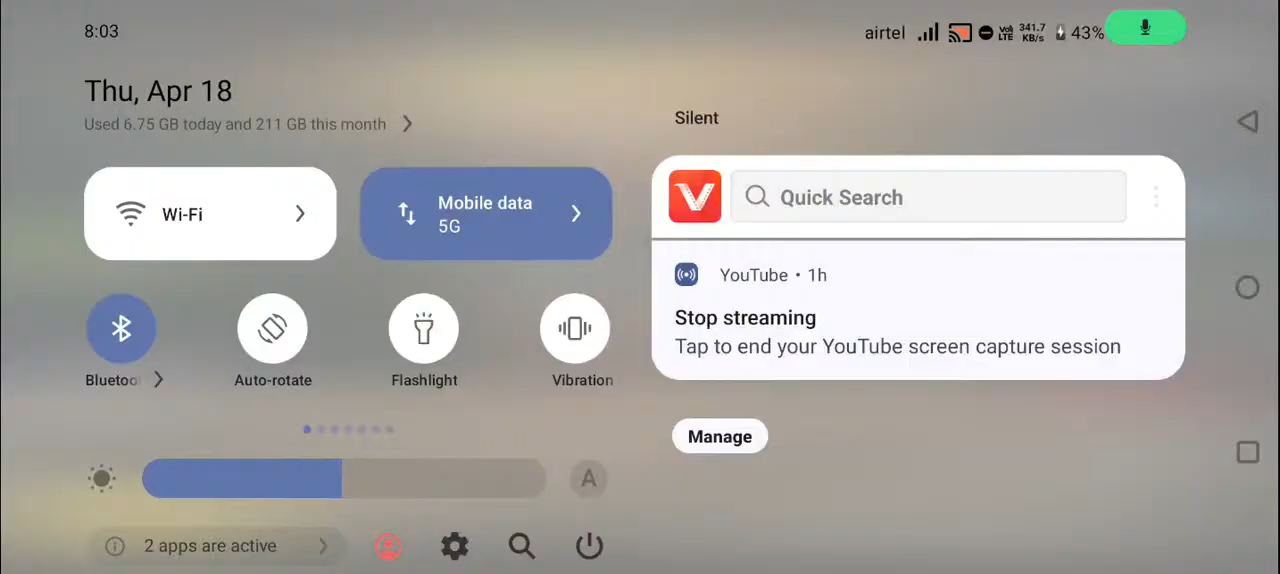 8:03
airtel
Vo)
LTE
341.7
KB/s
43%
Thu, Apr 18
Used 6.75 GB today and 211 GB this month
Silent
Wi-Fi
Mobile data
5G
Quick Search
YouTube • 1h
Stop streaming
Tap to end your YouTube screen capture session
Bluetoo
Auto-rotate
Flashlight
Vibration
Manage
A
2 apps are active